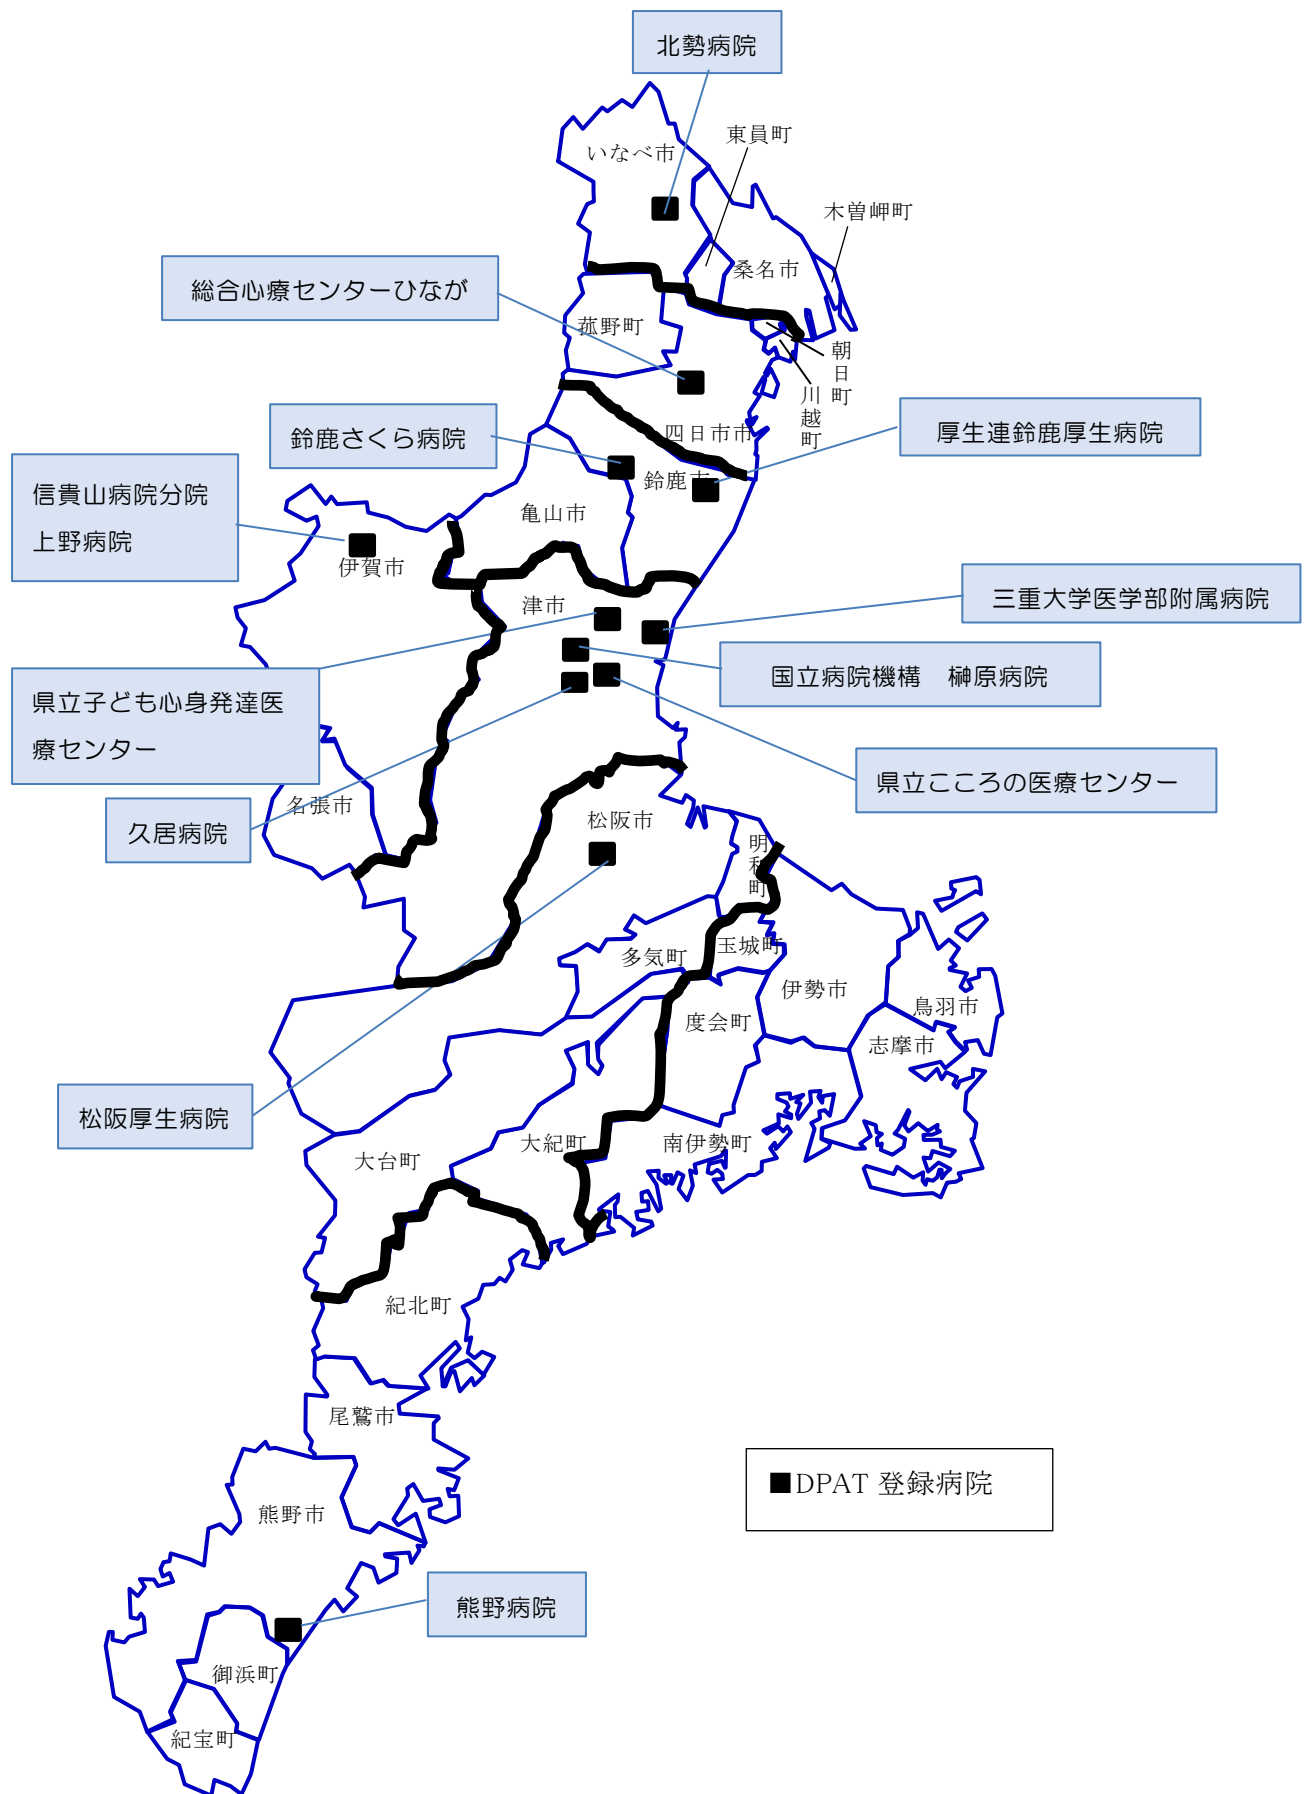 北勢病院
東員町
いなべ市
木曽岬町
桑名市
総合心療センターひなが
菰野町
朝日町
川越町
四日市市
鈴鹿さくら病院
厚生連鈴鹿厚生病院
鈴鹿市
信貴山病院分院
上野病院
亀山市
伊賀市
津市
三重大学医学部附属病院
国立病院機構　榊原病院
県立子ども心身発達医
療センター
県立こころの医療センター
名張市
久居病院
松阪市
明和町
多気町
玉城町
伊勢市
鳥羽市
度会町
志摩市
松阪厚生病院
大紀町
南伊勢町
大台町
紀北町
尾鷲市
■DPAT 登録病院
熊野市
熊野病院
御浜町
紀宝町